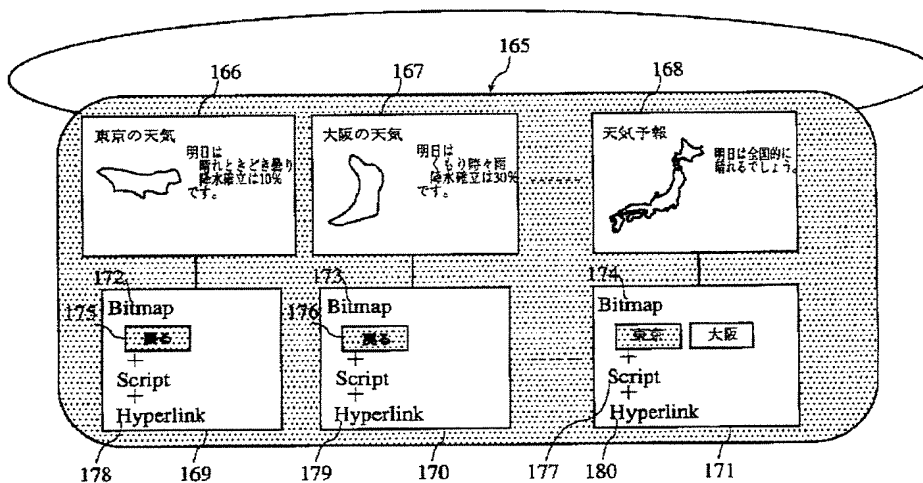 165
166
167
168
東京の天気
明日は
晴れときどき曇り
降水確立は10%
です。
大阪の天気
明日は
くもり時々雨
降水確立は30%
です。
天気予報
明日は全国的に
晴れるでしょう。
172
173
174
175
176
Bitmap
戻る
+
Script
+
Hyperlink
Bitmap
戻る
+
Script
+
Hyperlink
Bitmap
東京 大阪
+
Script
+
Hyperlink
178
169
179
170
177
180
171